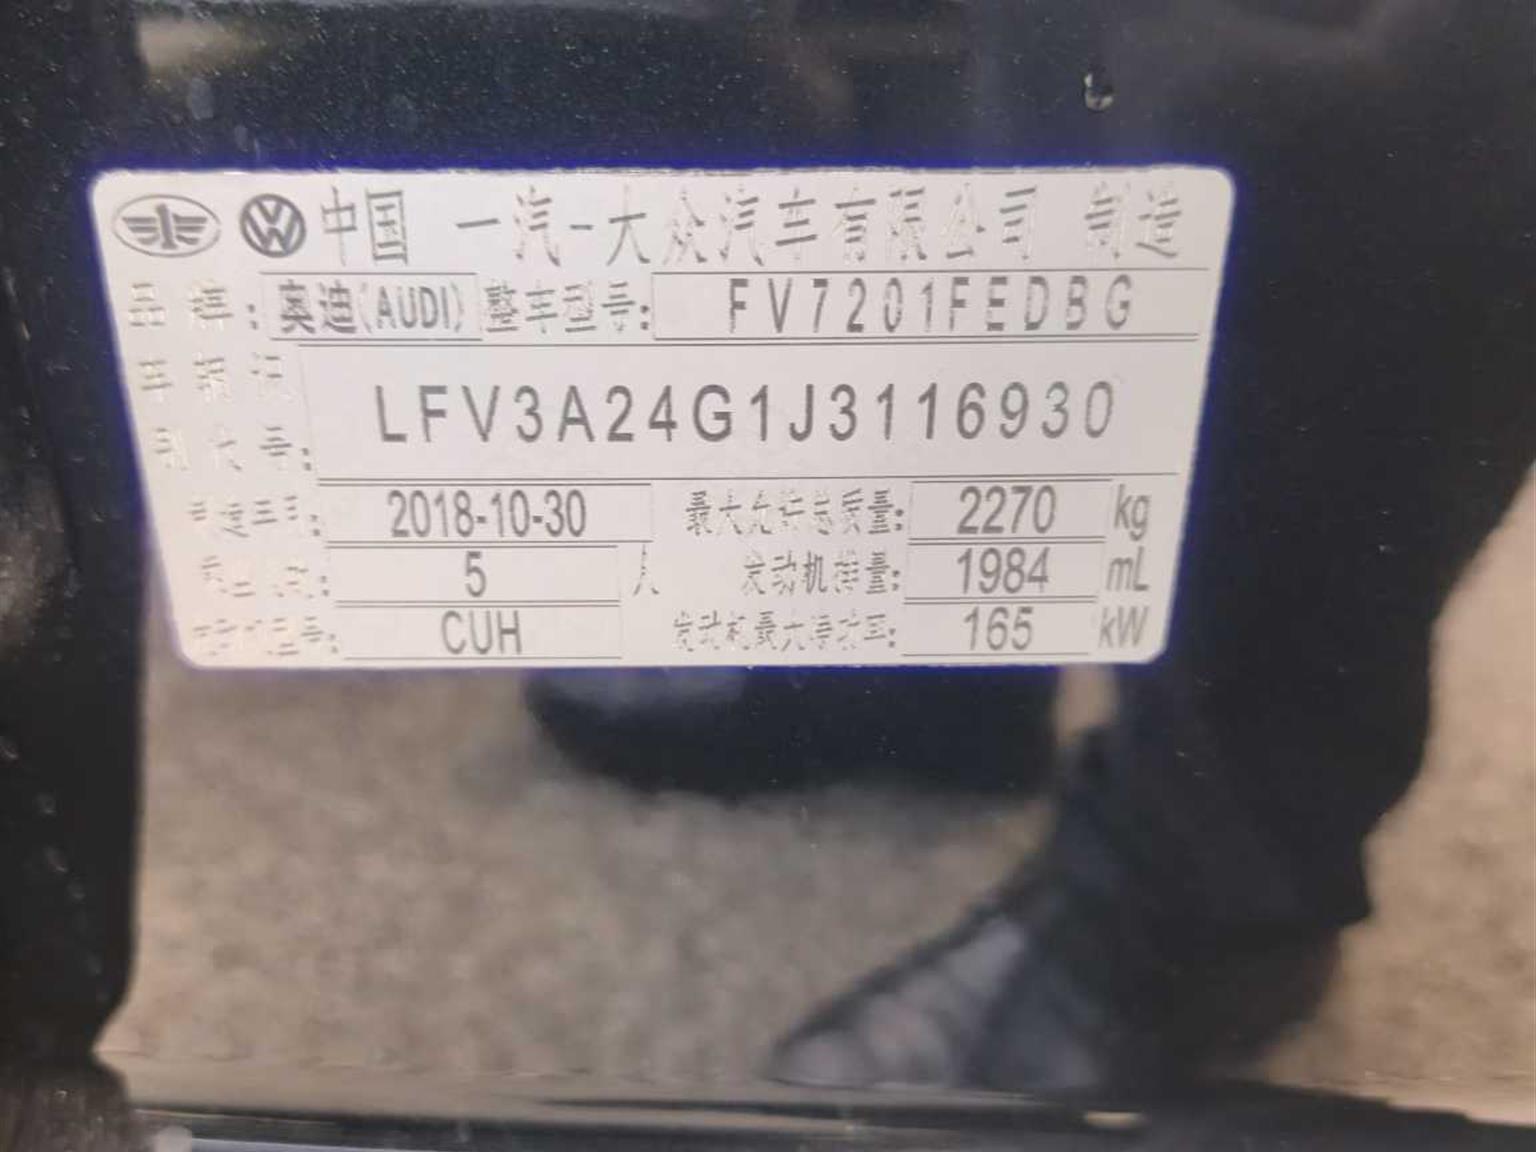 中国 一汽-大众汽车有限公司 制造
品牌: 奥迪(AUDI) 整车型号: FV7201FEDBG
车辆识
别代号: LFV3A24G1J3116930
制造年月: 2018-10-30 最大允许总质量: 2270 kg
乘坐人数: 5 人 发动机排量: 1984 mL
发动机型号: CUH 发动机最大净功率: 165 kW